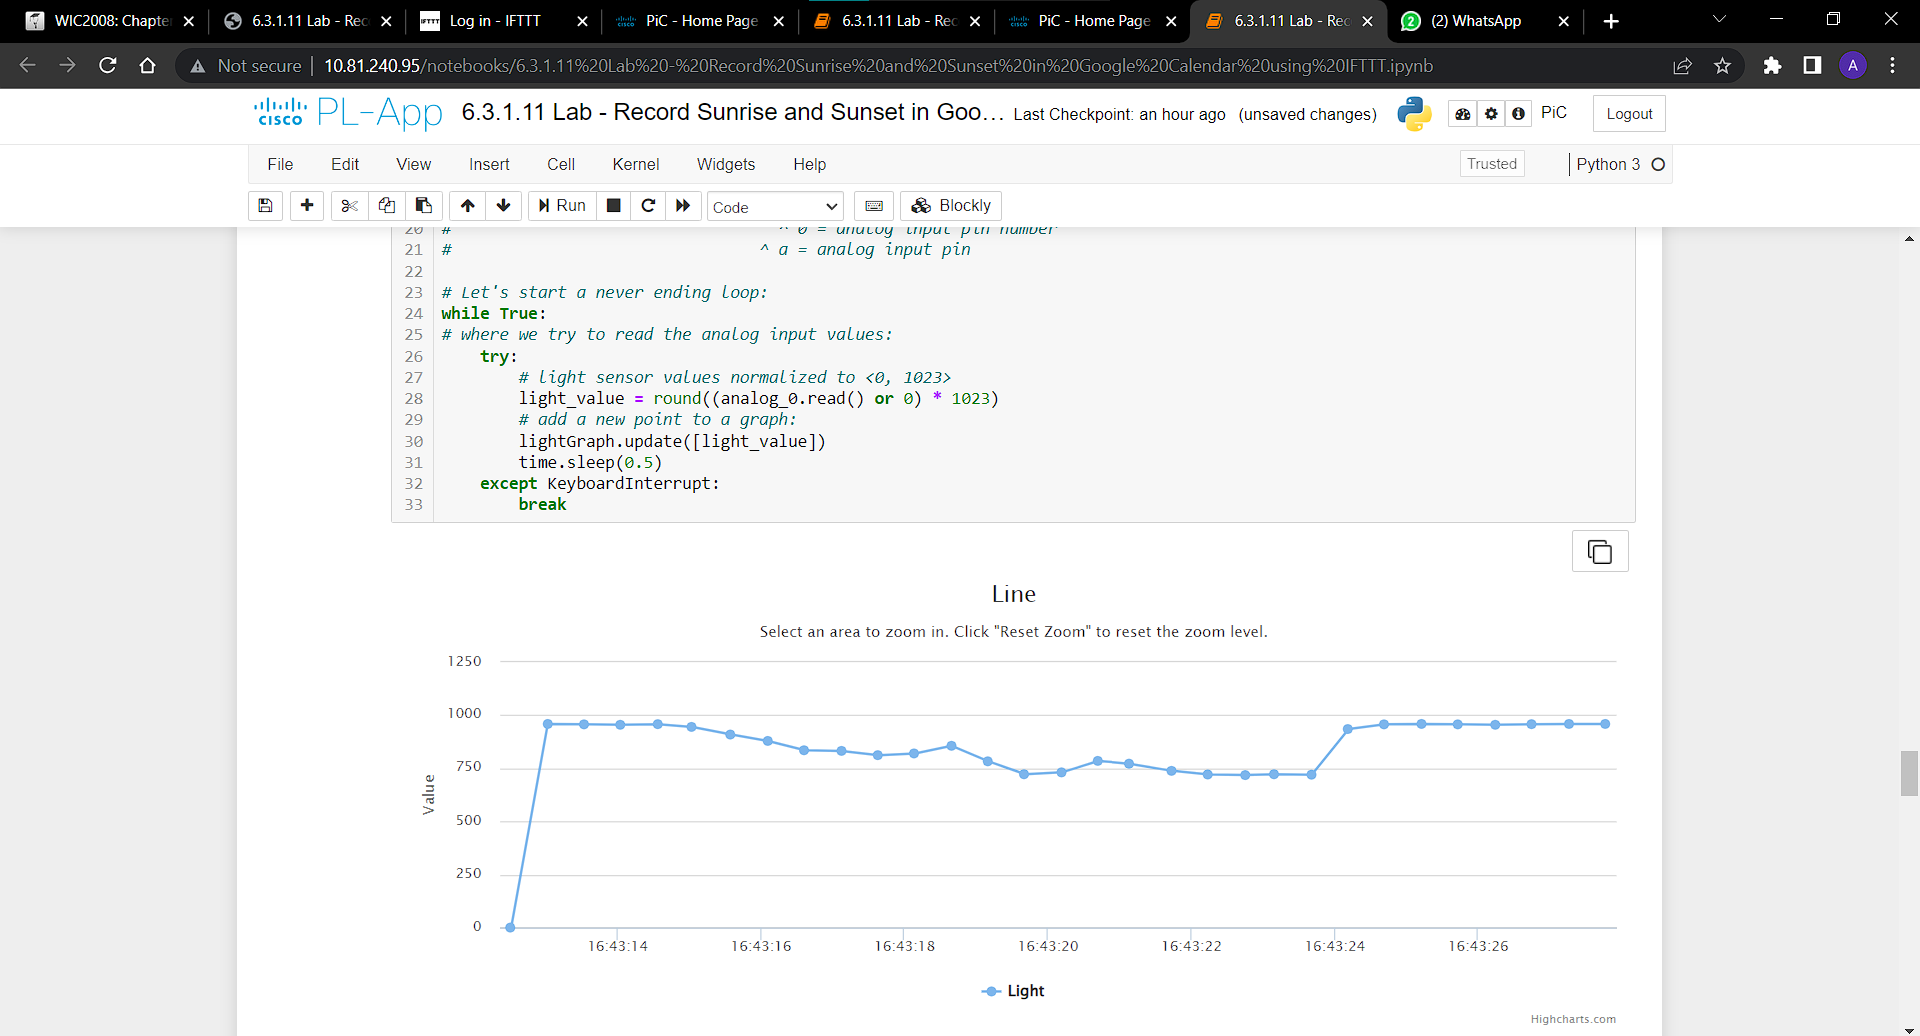 WIC2008: Chapte
6.3.1.11 Lab - Rec
IFTTT Log in - IFTTT
cisco PiC - Home Page
6.3.1.11 Lab - Rec
cisco PiC - Home Page
6.3.1.11 Lab - Rec
2 (2) WhatsApp
Not secure 10.81.240.95/notebooks/6.3.1.11%20Lab%20-%20Record%20Sunrise%20and%20Sunset%20in%20Google%20Calendar%20using%20IFTTT.ipynb A
cisco PL-App 6.3.1.11 Lab - Record Sunrise and Sunset in Goo... Last Checkpoint: an hour ago (unsaved changes) PiC Logout
File Edit View Insert Cell Kernel Widgets Help Trusted Python 3
Run Code Blockly
20 # ^ 0 = analog input pin number
21 # ^ a = analog input pin
22
23 # Let's start a never ending loop:
24 while True:
25 # where we try to read the analog input values:
26 try:
27 # light sensor values normalized to <0, 1023>
28 light_value = round((analog_0.read() or 0) * 1023)
29 # add a new point to a graph:
30 lightGraph.update([light_value])
31 time.sleep(0.5)
32 except KeyboardInterrupt:
33 break
Line
Select an area to zoom in. Click "Reset Zoom" to reset the zoom level.
1250
1000
750
500
250
0
Value
16:43:14 16:43:16 16:43:18 16:43:20 16:43:22 16:43:24 16:43:26
Light
Highcharts.com